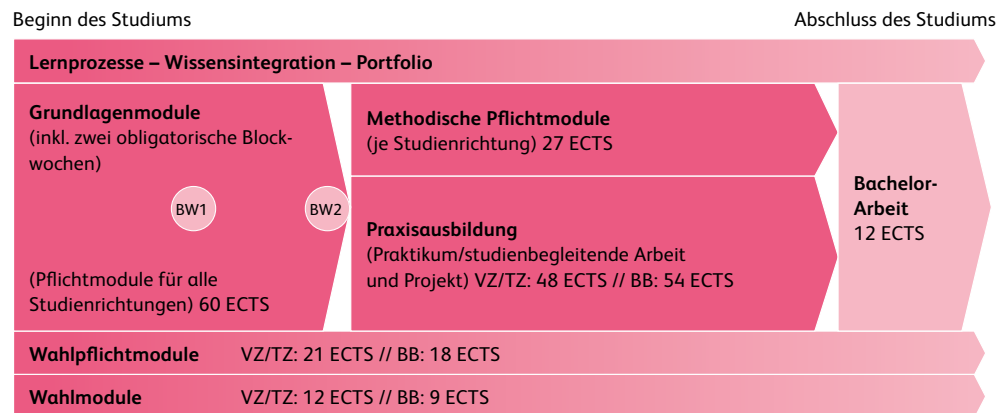 Beginn des Studiums
Abschluss des Studiums
Lernprozesse – Wissensintegration – Portfolio
Grundlagenmodule
(inkl. zwei obligatorische Block-
wochen)
BW1
BW2
(Pflichtmodule für alle
Studienrichtungen) 60 ECTS
Methodische Pflichtmodule
(je Studienrichtung) 27 ECTS
Praxisausbildung
(Praktikum/studienbegleitende Arbeit
und Projekt) VZ/TZ: 48 ECTS // BB: 54 ECTS
Bachelor-
Arbeit
12 ECTS
Wahlpflichtmodule VZ/TZ: 21 ECTS // BB: 18 ECTS
Wahlmodule VZ/TZ: 12 ECTS // BB: 9 ECTS